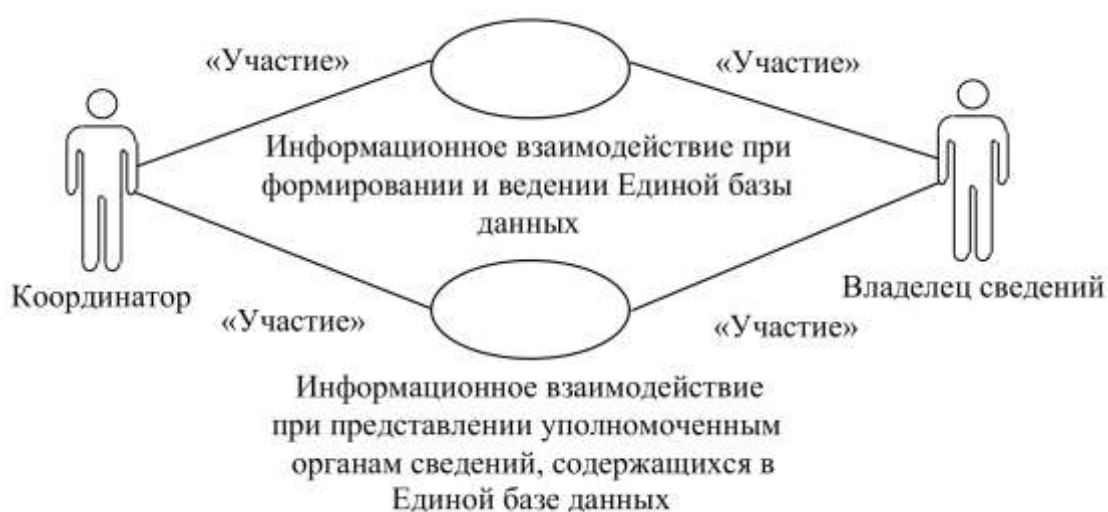 «Участие»
«Участие»
Информационное взаимодействие при
формировании и ведении Единой базы
данных
Координатор
Владелец сведений
«Участие»
«Участие»
Информационное взаимодействие
при представлении уполномоченным
органам сведений, содержащихся в
Единой базе данных